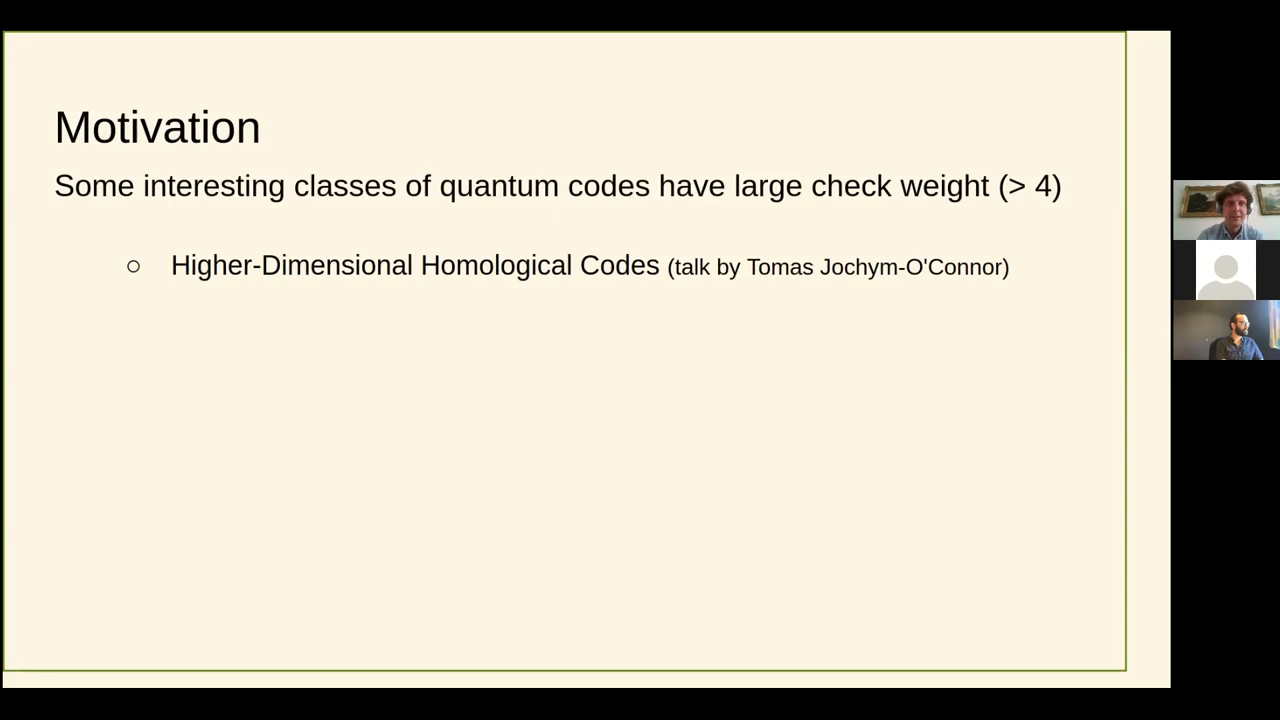 Motivation
Some interesting classes of quantum codes have large check weight (> 4)
○ Higher-Dimensional Homological Codes (talk by Tomas Jochym-O'Connor)